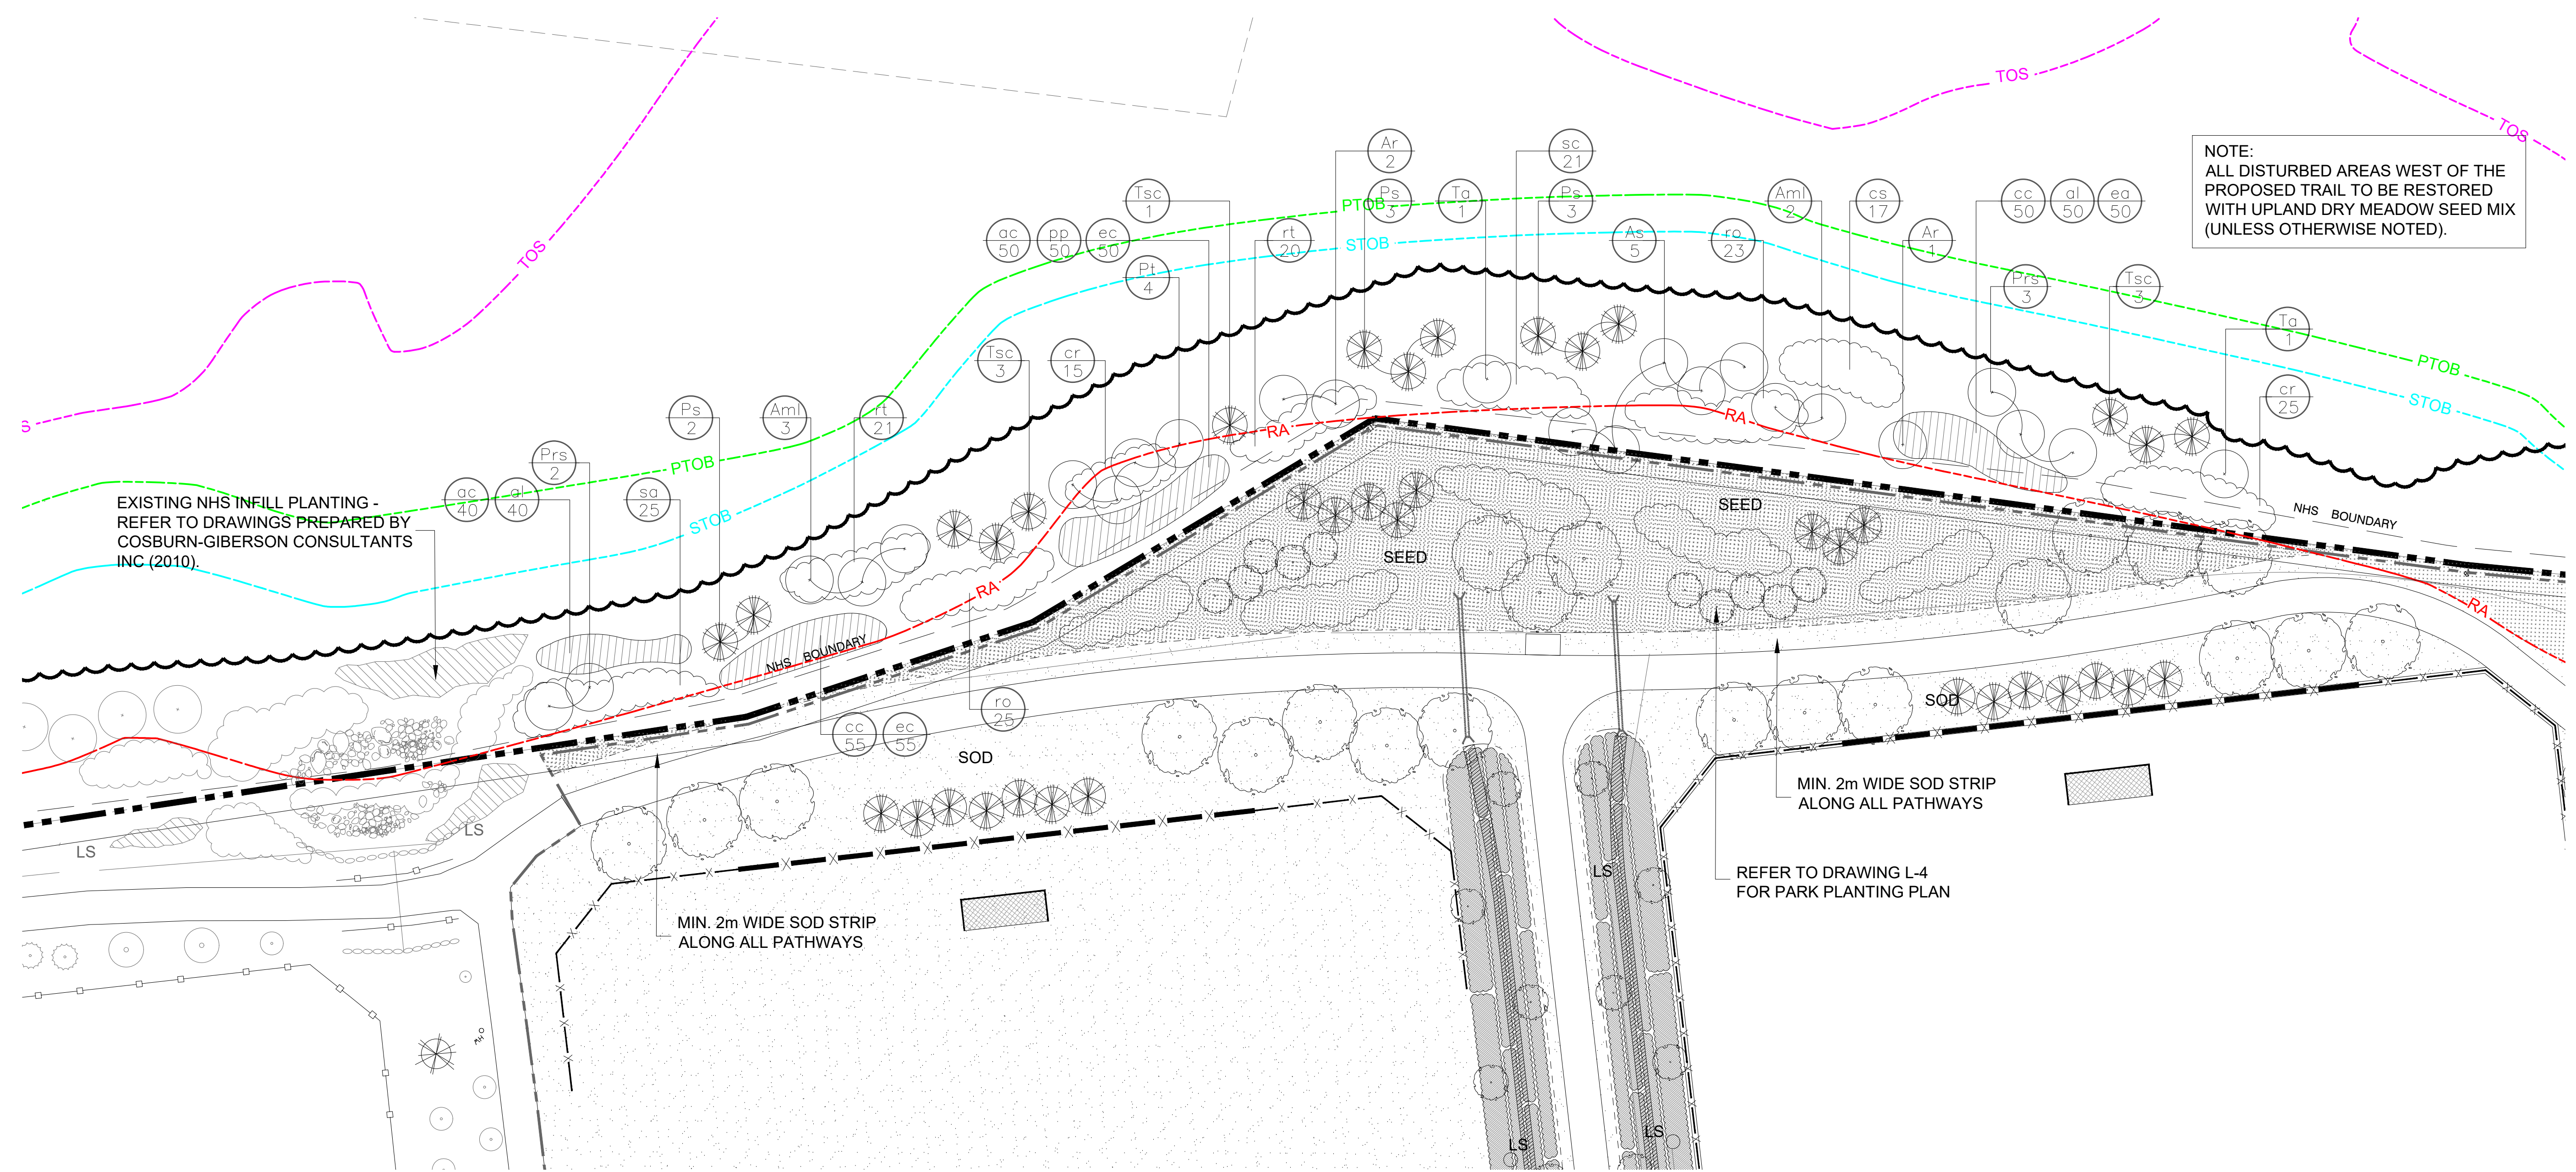 TOS
TOS
TOS
NOTE:
ALL DISTURBED AREAS WEST OF THE
PROPOSED TRAIL TO BE RESTORED
WITH UPLAND DRY MEADOW SEED MIX
(UNLESS OTHERWISE NOTED).
Ar
2
sc
21
Tsc
1
PTOB
Ps
3
Ta
1
Ps
3
Aml
2
cs
17
cc
50
al
50
ea
50
ac
50
pp
50
ec
50
rt
20
STOB
As
5
ro
23
Ar
1
Pt
4
Prs
3
Tsc
3
Ta
1
Tsc
3
cr
15
PTOB
cr
25
STOB
S
Ps
2
Aml
3
rt
21
RA
RA
Prs
2
PTOB
ac
40
al
40
sa
25
STOB
EXISTING NHS INFILL PLANTING -
REFER TO DRAWINGS PREPARED BY
COSBURN-GIBERSON CONSULTANTS
INC (2010).
SEED
NHS BOUNDARY
SEED
RA
RA
NHS BOUNDARY
ro
25
cc
55
ec
55
SOD
SOD
MIN. 2m WIDE SOD STRIP
ALONG ALL PATHWAYS
LS
LS
LS
REFER TO DRAWING L-4
FOR PARK PLANTING PLAN
MIN. 2m WIDE SOD STRIP
ALONG ALL PATHWAYS
LS
LS